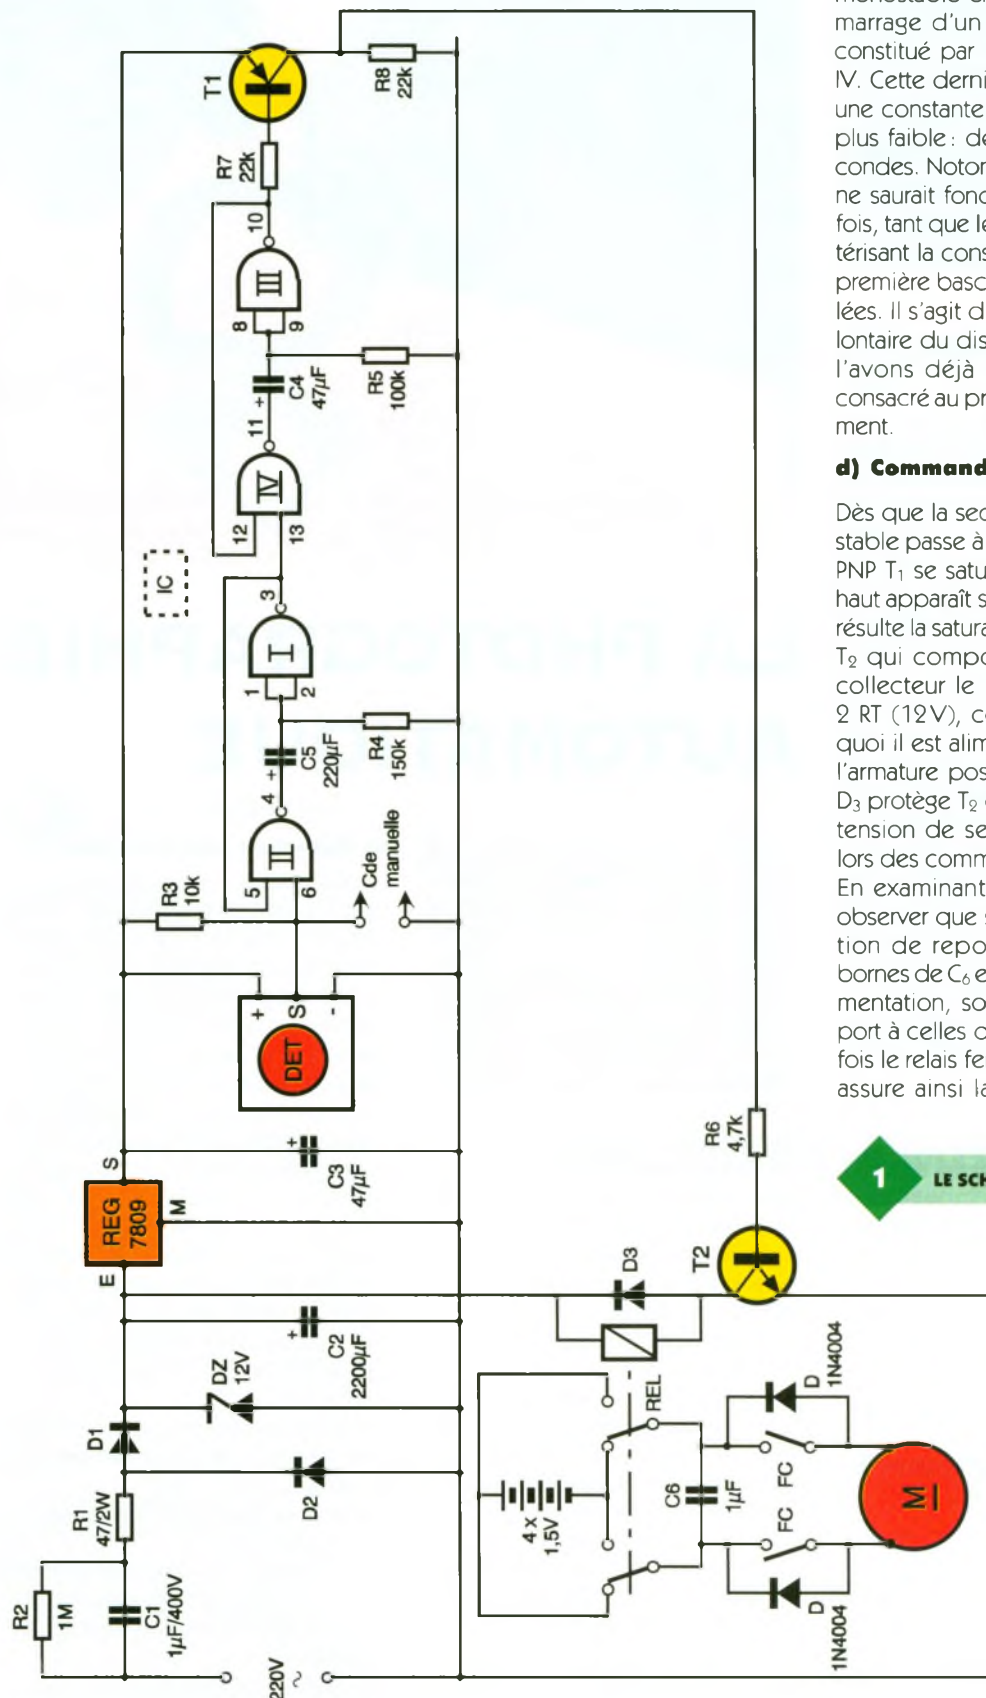 marrage d'un
constitué par
IV. Cette derni
une constante
plus faible : de
condes. Notor
ne saurait fonc
fois, tant que le
térisant la cons
première basc
lées. Il s'agit d
lontaire du dis
l'avons déjà
consacré au pr
ment.
d) Command
Dès que la sec
stable passe à
PNP T1 se satu
haut apparaît s
résulte la satura
T2 qui compo
collecteur le
2 RT (12V), c
quoi il est alim
l'armature pos
D3 protège T2
tension de se
lors des comm
En examinant
observer que s
tion de repo
bornes de C6 e
mentation, so
port à celles c
fois le relais fe
assure ainsi la
1 LE SCH
T1
R8
22k
R7
22k
10
III
8
9
C4
47µF
+
R5
100k
11
IV
12
13
IC
3
I
1
2
C5
220µF
+
R4
150k
4
II
5
6
Cde
manuelle
R3
10k
+
S
-
DET
S
REG
7809
M
E
+
C3
47µF
+
C2
2200µF
DZ
12V
D1
D2
R1
47/2W
R2
1M
C1
1µF/400V
220V
~
R6
4,7k
T2
D3
REL
4 x
1,5V
C6
1µF
D
1N4004
FC
FC
D
1N4004
M